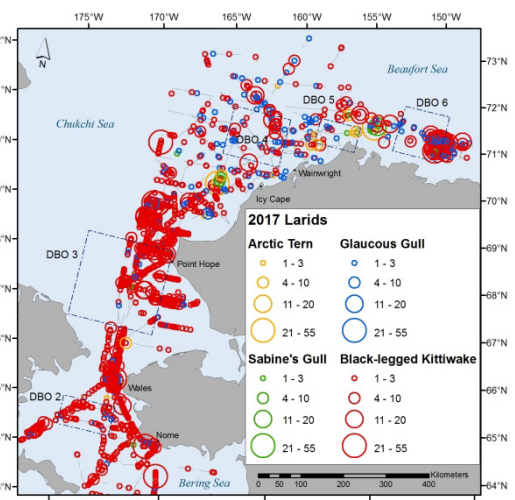 175°W 170°W 165°W 160°W 155°W 150°W
N
Beaufort Sea
Chukchi Sea
DBO 5
DBO 6
DBO 4
Wainwright
Icy Cape
DBO 3
Point Hope
DBO 2
Wales
Nome
Bering Sea
73°N
72°N
71°N
70°N
69°N
68°N
67°N
66°N
65°N
64°N
2017 Larids
Arctic Tern Glaucous Gull
1 - 3 1 - 3
4 - 10 4 - 10
11 - 20 11 - 20
21 - 55 21 - 55
Sabine's Gull Black-legged Kittiwake
1 - 3 1 - 3
4 - 10 4 - 10
11 - 20 11 - 20
21 - 55 21 - 55
Kilometers
0 50 100 200 300 400